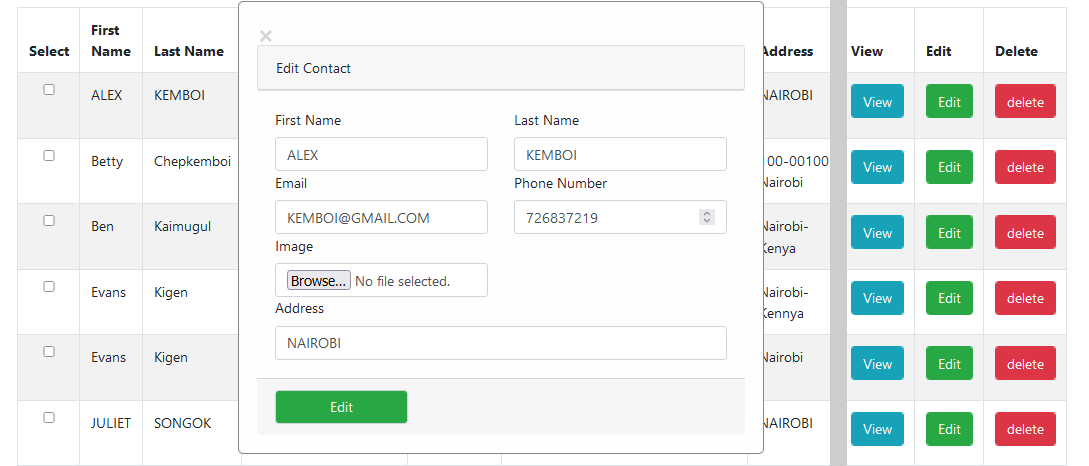 ×
Select First Name Last Name Address View Edit Delete
ALEX KEMBOI NAIROBI View Edit delete
Betty Chepkemboi 00-00100 Nairobi View Edit delete
Ben Kaimugul Nairobi-Kenya View Edit delete
Evans Kigen Nairobi-Kennya View Edit delete
Evans Kigen Nairobi View Edit delete
JULIET SONGOK NAIROBI View Edit delete
Edit Contact
First Name Last Name
ALEX KEMBOI
Email Phone Number
KEMBOI@GMAIL.COM 726837219
Image
Browse... No file selected.
Address
NAIROBI
Edit